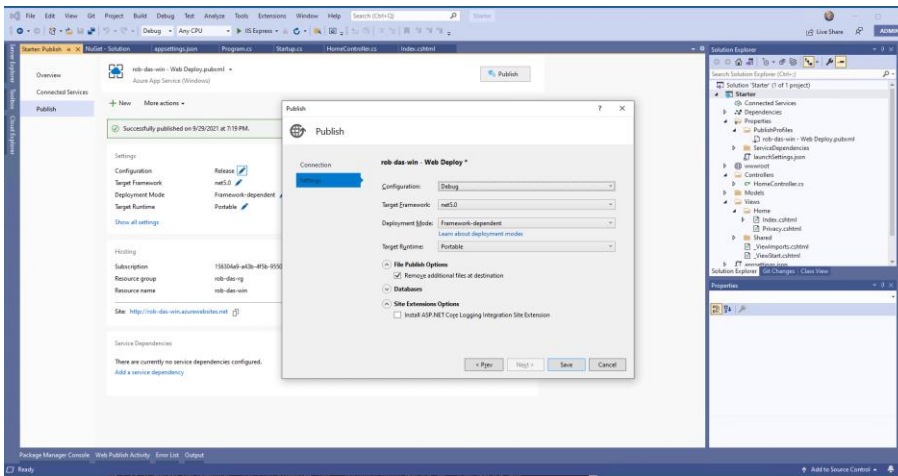 File Edit View Git Project Build Debug Test Analyze Tools Extensions Window Help Search (Ctrl+Q) Starter
Debug Any CPU IIS Express Live Share ADMIN
Server Explorer Toolbox Cloud Explorer
Starter: Publish NuGet - Solution appsettings.json Program.cs Startup.cs HomeController.cs Index.cshtml
Overview
Connected Services
Publish
rob-das-win - Web Deploy.pubxml
Azure App Service (Windows)
Publish
New More actions
Successfully published on 9/29/2021 at 7:19 PM.
Settings
Configuration Release
Target Framework net5.0
Deployment Mode Framework-dependent
Target Runtime Portable
Show all settings
Hosting
Subscription
Resource group rob-das-rg
Resource name rob-das-win
Site: http://rob-das-win.azurewebsites.net
Service Dependencies
There are currently no service dependencies configured.
Add a service dependency
Publish ? ×
Publish
Connection
Settings
rob-das-win - Web Deploy *
Configuration: Debug
Target Framework: net5.0
Deployment Mode: Framework-dependent
Learn about deployment modes
Target Runtime: Portable
File Publish Options
Remove additional files at destination
Databases
Site Extensions Options
Install ASP.NET Core Logging Integration Site Extension
< Prev Next > Save Cancel
Solution Explorer
Search Solution Explorer (Ctrl+;)
Solution 'Starter' (1 of 1 project)
Starter
Connected Services
Dependencies
Properties
PublishProfiles
rob-das-win - Web Deploy.pubxml
ServiceDependencies
launchSettings.json
wwwroot
Controllers
C# HomeController.cs
Models
Views
Home
Index.cshtml
Privacy.cshtml
Shared
_ViewImports.cshtml
_ViewStart.cshtml
appsettings.json
Solution Explorer Git Changes Class View
Properties
Package Manager Console Web Publish Activity Error List Output
Ready Add to Source Control